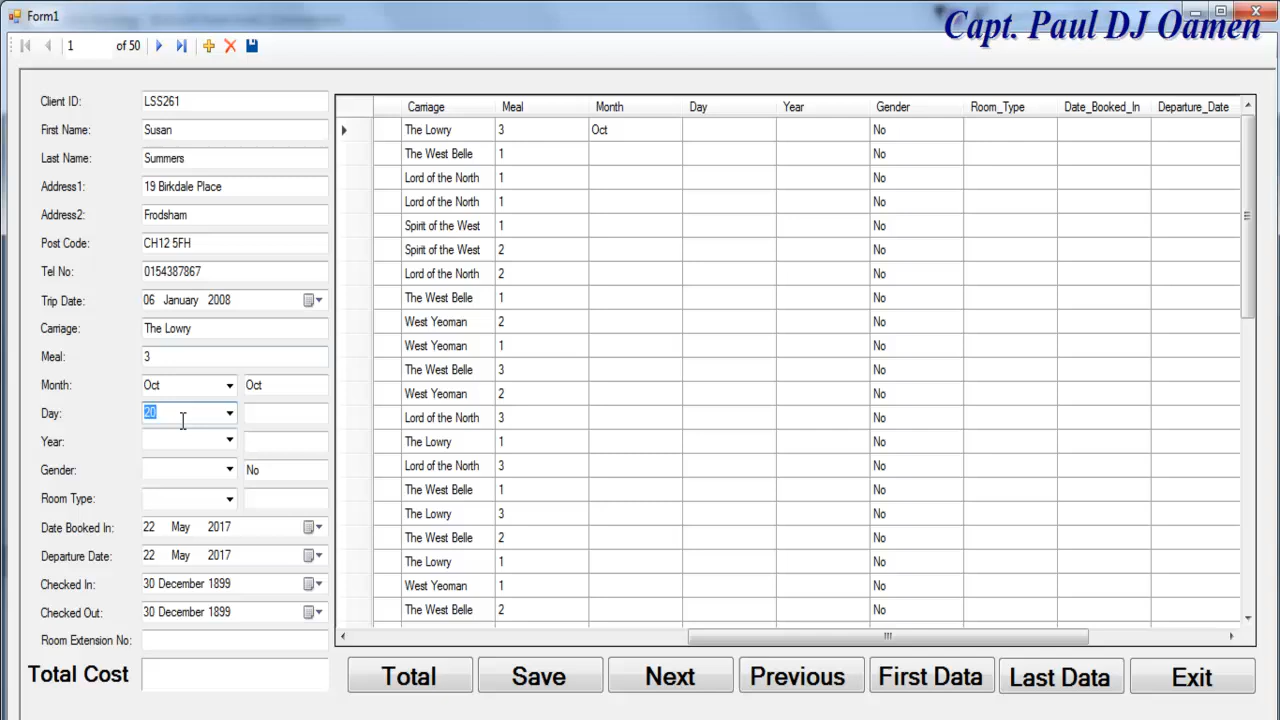 Form1
Capt. Paul DJ Oamen
1 of 50
Client ID: LSS261
First Name: Susan
Last Name: Summers
Address1: 19 Birkdale Place
Address2: Frodsham
Post Code: CH12 5FH
Tel No: 0154387867
Trip Date: 06 January 2008
Carriage: The Lowry
Meal: 3
Month: Oct Oct
Day: 20
Year:
Gender: No
Room Type:
Date Booked In: 22 May 2017
Departure Date: 22 May 2017
Checked In: 30 December 1899
Checked Out: 30 December 1899
Room Extension No:
Total Cost
Carriage Meal Month Day Year Gender Room_Type Date_Booked_In Departure_Date
The Lowry 3 Oct No
The West Belle 1 No
Lord of the North 1 No
Lord of the North 1 No
Spirit of the West 1 No
Spirit of the West 2 No
Lord of the North 2 No
The West Belle 1 No
West Yeoman 2 No
West Yeoman 1 No
The West Belle 3 No
West Yeoman 2 No
Lord of the North 3 No
The Lowry 1 No
Lord of the North 3 No
The West Belle 1 No
The Lowry 3 No
The West Belle 2 No
The Lowry 1 No
West Yeoman 1 No
The West Belle 2 No
Total Save Next Previous First Data Last Data Exit